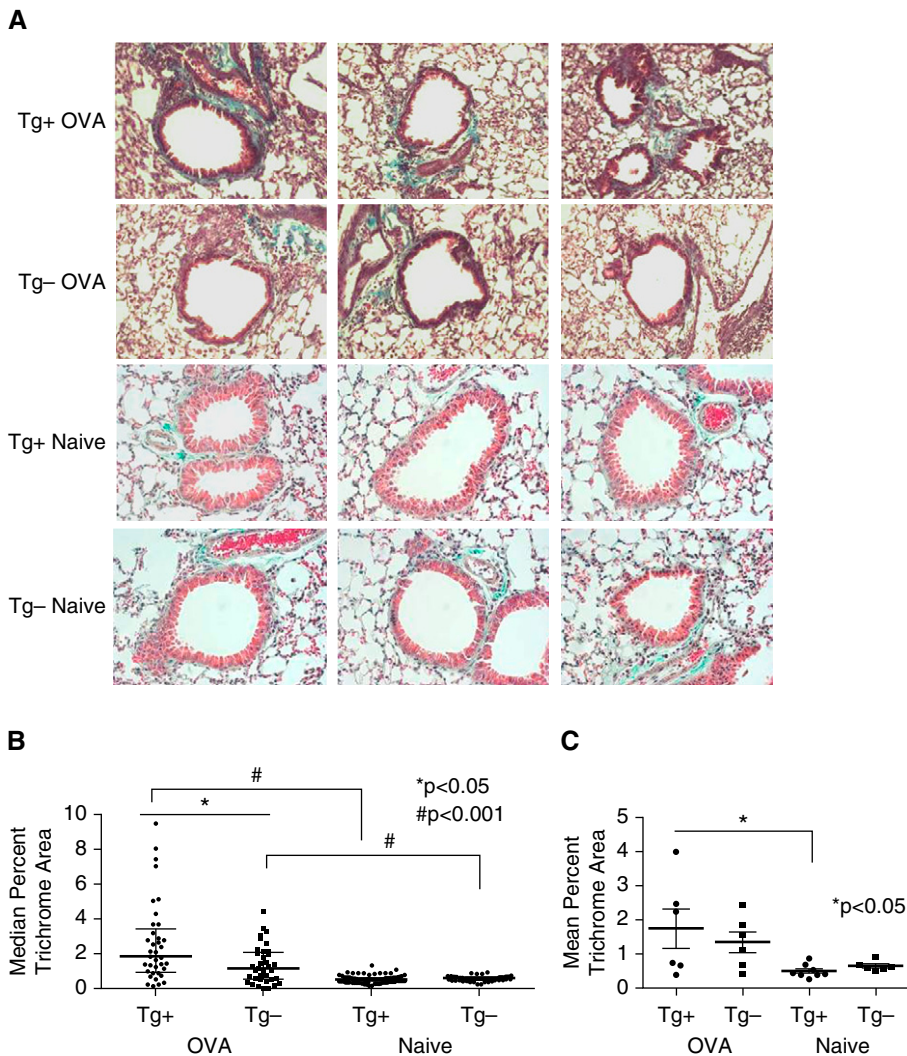 A
Tg+ OVA
Tg– OVA
Tg+ Naive
Tg– Naive
B
Median Percent
Trichrome Area
10
8
6
4
2
0
#
*
#
*p<0.05
#p<0.001
Tg+
Tg–
Tg+
Tg–
OVA
Naive
C
Mean Percent
Trichrome Area
5
4
3
2
1
0
*
*p<0.05
Tg+
Tg–
Tg+
Tg–
OVA
Naive